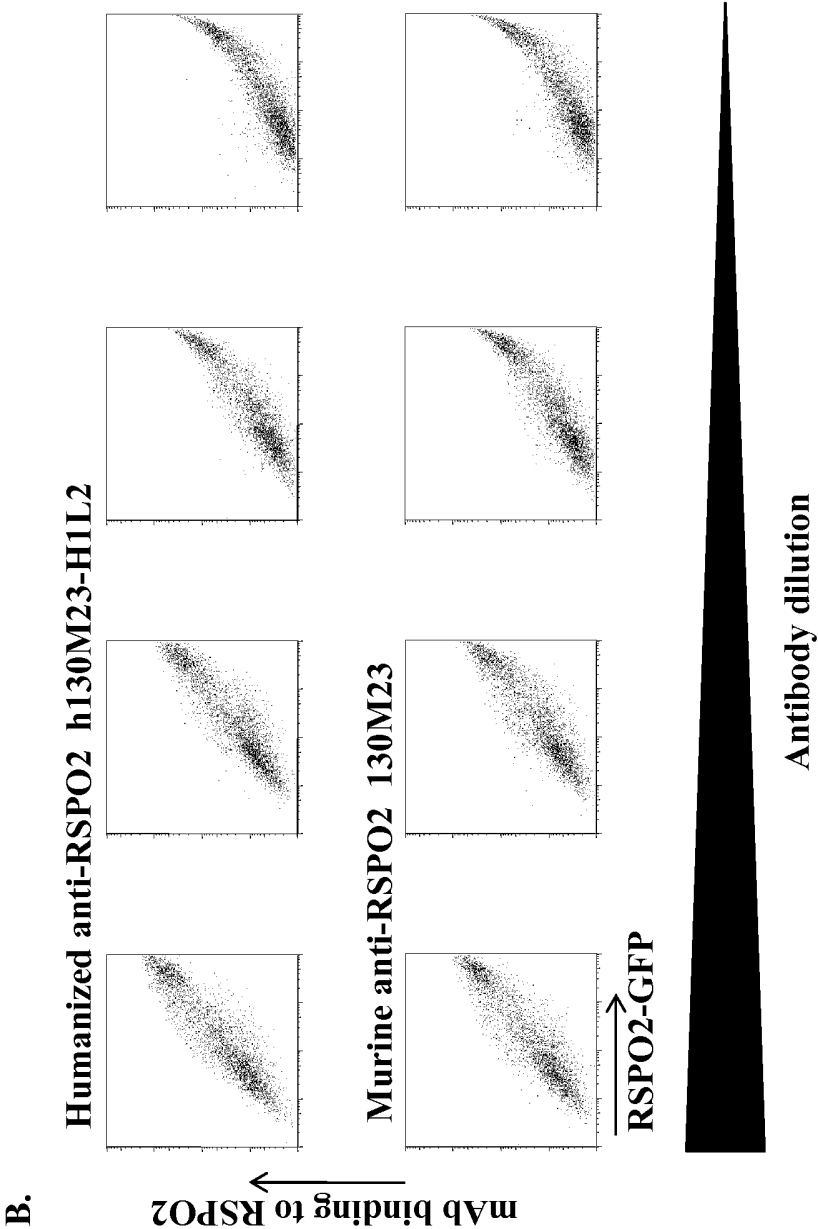 B.
Humanized anti-RSPO2 h130M23-H1L2
Murine anti-RSPO2 130M23
mAb binding to RSPO2
RSPO2-GFP
Antibody dilution